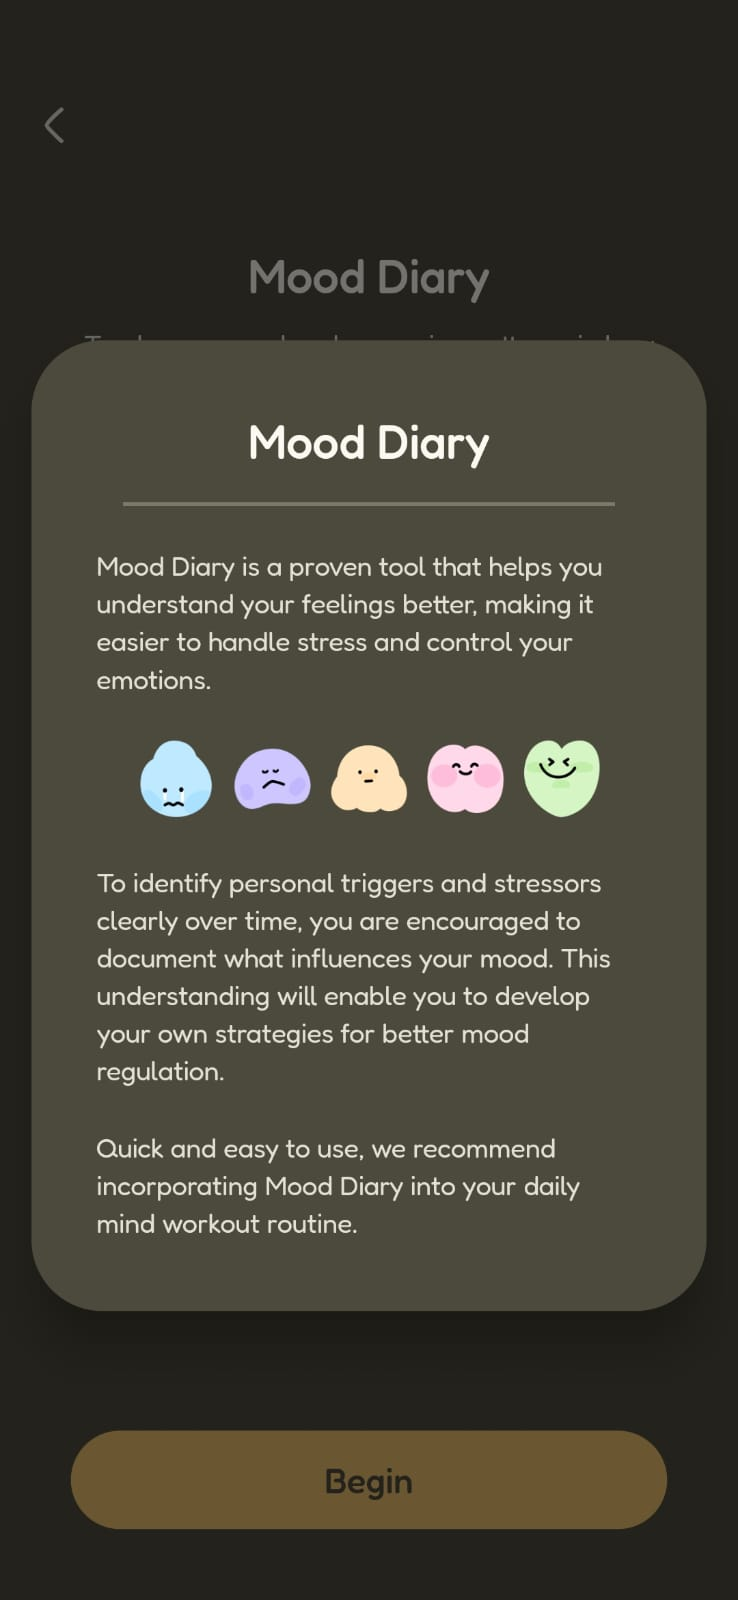 Mood Diary
Mood Diary
Mood Diary is a proven tool that helps you
understand your feelings better, making it
easier to handle stress and control your
emotions.
To identify personal triggers and stressors
clearly over time, you are encouraged to
document what influences your mood. This
understanding will enable you to develop
your own strategies for better mood
regulation.
Quick and easy to use, we recommend
incorporating Mood Diary into your daily
mind workout routine.
Begin